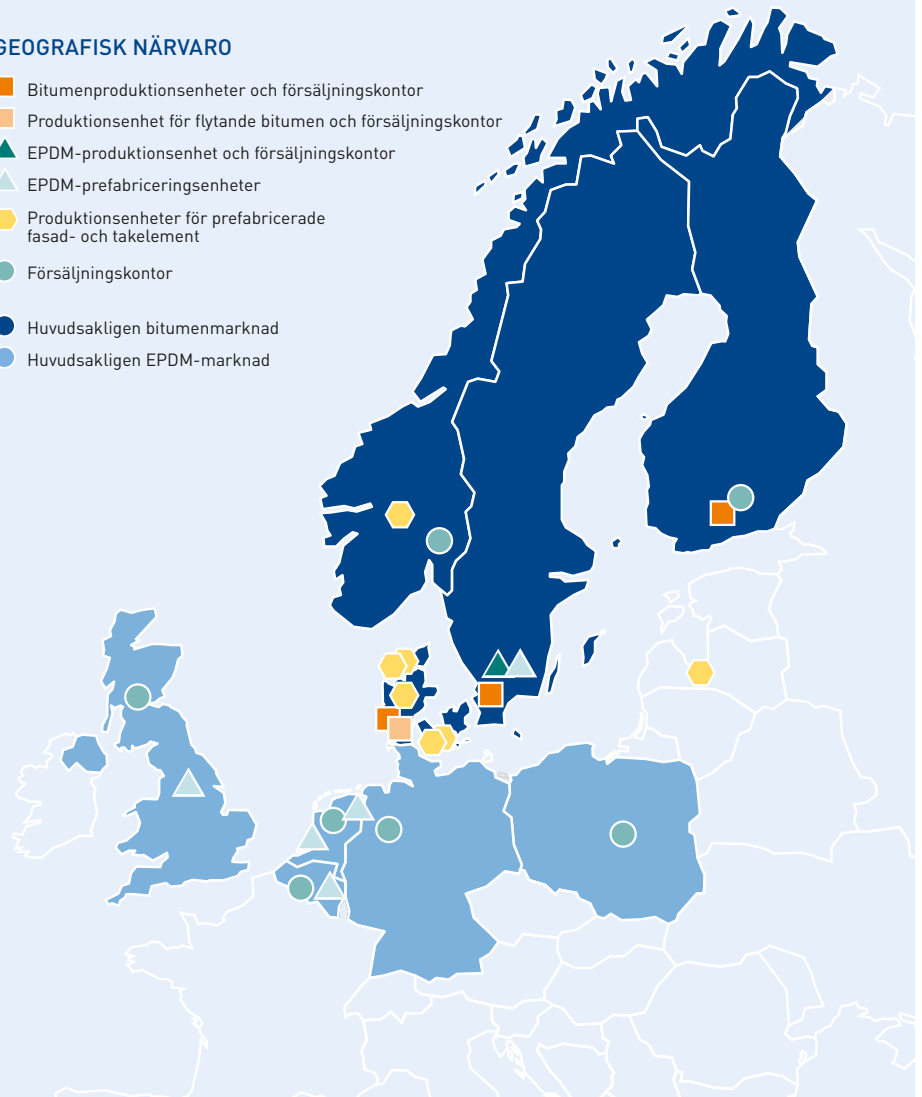 GEOGRAFISK NÄRVARO
Bitumenproduktionsenheter och försäljningskontor
Produktionsenhet för flytande bitumen och försäljningskontor
EPDM-produktionsenhet och försäljningskontor
EPDM-prefabriceringsenheter
Produktionsenheter för prefabricerade
fasad- och takelement
Försäljningskontor
Huvudsakligen bitumenmarknad
Huvudsakligen EPDM-marknad